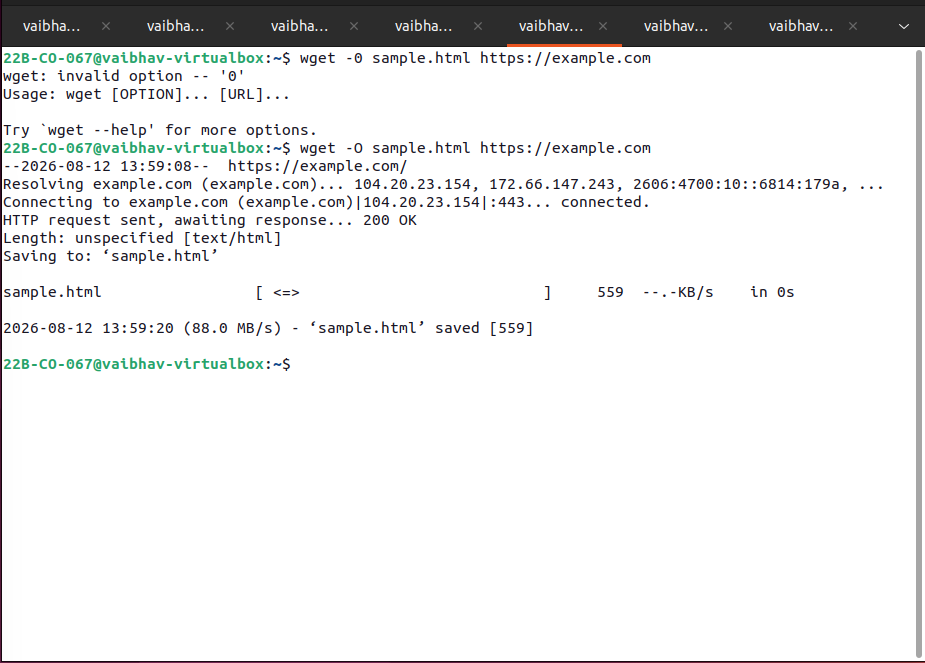 vaibha... × vaibha... × vaibha... × vaibha... × vaibhav... × vaibhav... × vaibhav... ×
22B-CO-067@vaibhav-virtualbox:~$ wget -0 sample.html https://example.com
wget: invalid option -- '0'
Usage: wget [OPTION]... [URL]...
Try `wget --help' for more options.
22B-CO-067@vaibhav-virtualbox:~$ wget -O sample.html https://example.com
--2026-08-12 13:59:08--  https://example.com/
Resolving example.com (example.com)... 104.20.23.154, 172.66.147.243, 2606:4700:10::6814:179a, ...
Connecting to example.com (example.com)|104.20.23.154|:443... connected.
HTTP request sent, awaiting response... 200 OK
Length: unspecified [text/html]
Saving to: ‘sample.html’
sample.html                 [ <=>                           ]     559  --.-KB/s    in 0s
2026-08-12 13:59:20 (88.0 MB/s) - ‘sample.html’ saved [559]
22B-CO-067@vaibhav-virtualbox:~$